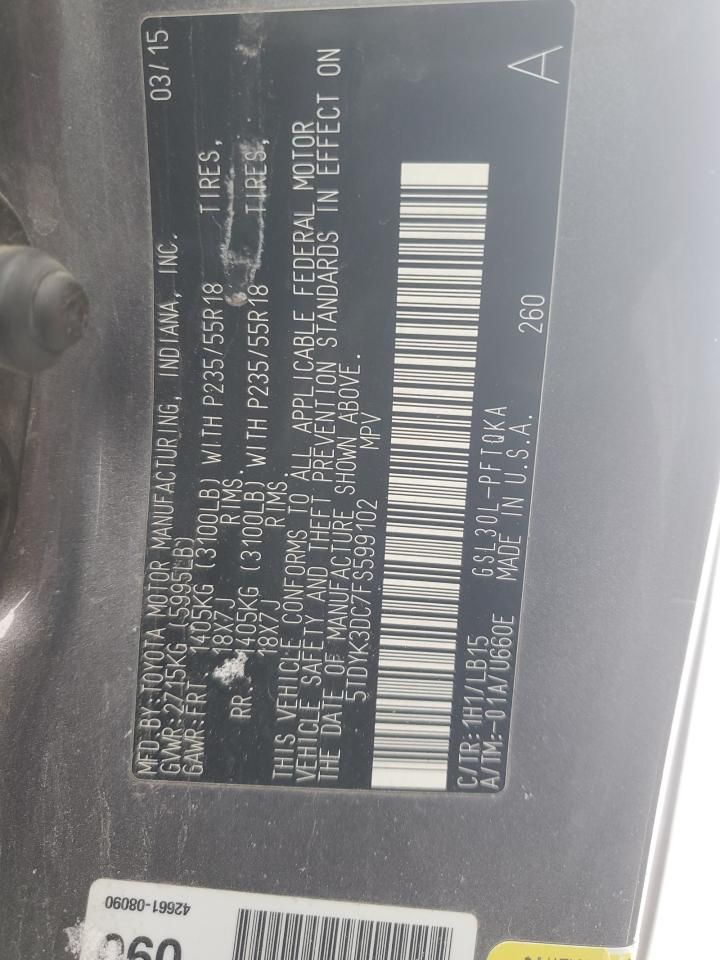 MFD BY:TOYOTA MOTOR MANUFACTURING, INDIANA, INC. 03/15
GVWR:2715KG (5995LB)
GAWR:FRT 1405KG (3100LB) WITH P235/55R18 TIRES,
18X7J RIMS.
RR. 1405KG (3100LB) WITH P235/55R18 TIRES,
18X7J RIMS.
THIS VEHICLE CONFORMS TO ALL APPLICABLE FEDERAL MOTOR
VEHICLE SAFETY AND THEFT PREVENTION STANDARDS IN EFFECT ON
THE DATE OF MANUFACTURE SHOWN ABOVE.
5TDYK3DC7FS599102 MPV
C/TR:1H1/LB15 GSL30L-PFTQKA
A/TM:-01A/U660E MADE IN U.S.A. 260
A
42661-08090